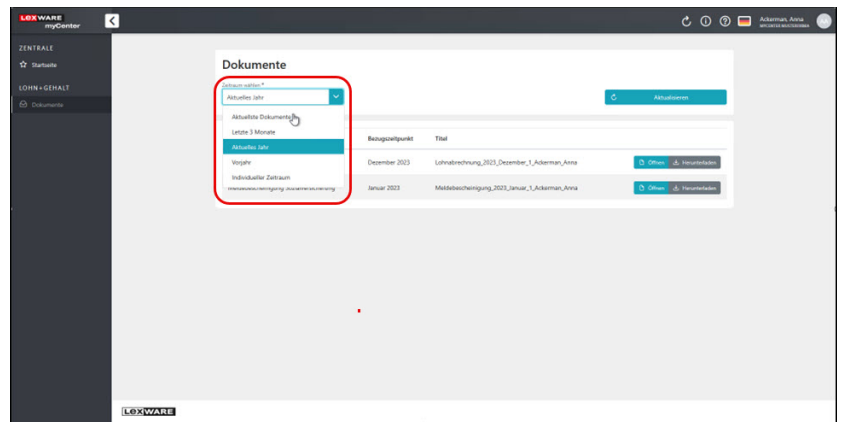 LEXWARE
myCenter
Ackerman, Anna
ZENTRALE
Startseite
LOHN+GEHALT
Dokumente
Dokumente
Zeitraum wählen *
Aktuelles Jahr
Aktualisieren
Aktuellste Dokumente
Letzte 3 Monate
Aktuelles Jahr
Vorjahr
Individueller Zeitraum
Bezugszeitpunkt Titel
Dezember 2023 Lohnabrechnung_2023_Dezember_1_Ackerman_Anna Öffnen Herunterladen
Meldebescheinigung Sozialversicherung Januar 2023 Meldebescheinigung_2023_Januar_1_Ackerman_Anna Öffnen Herunterladen
LEXWARE